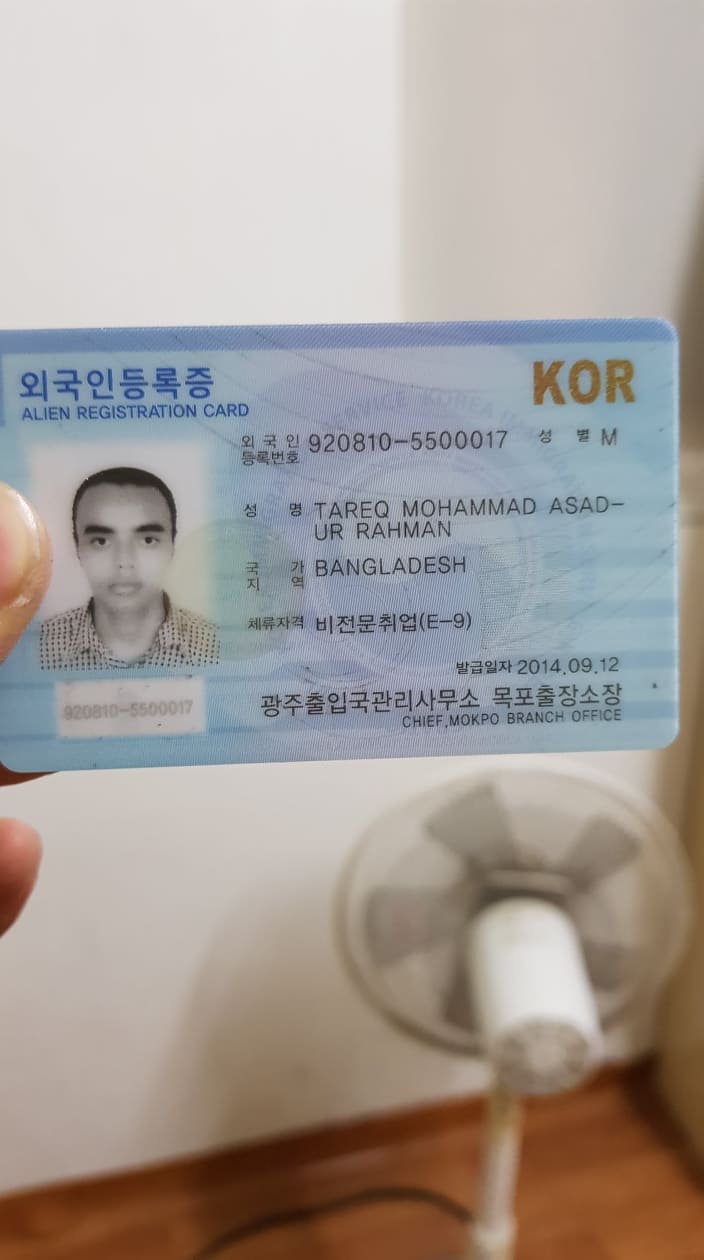 외국인등록증
ALIEN REGISTRATION CARD
KOR
외국인등록번호 920810-5500017 성별 M
성명 TAREQ MOHAMMAD ASAD-
UR RAHMAN
국가
지역 BANGLADESH
체류자격 비전문취업(E-9)
발급일자 2014.09.12
920810-5500017
광주출입국관리사무소 목포출장소장
CHIEF,MOKPO BRANCH OFFICE